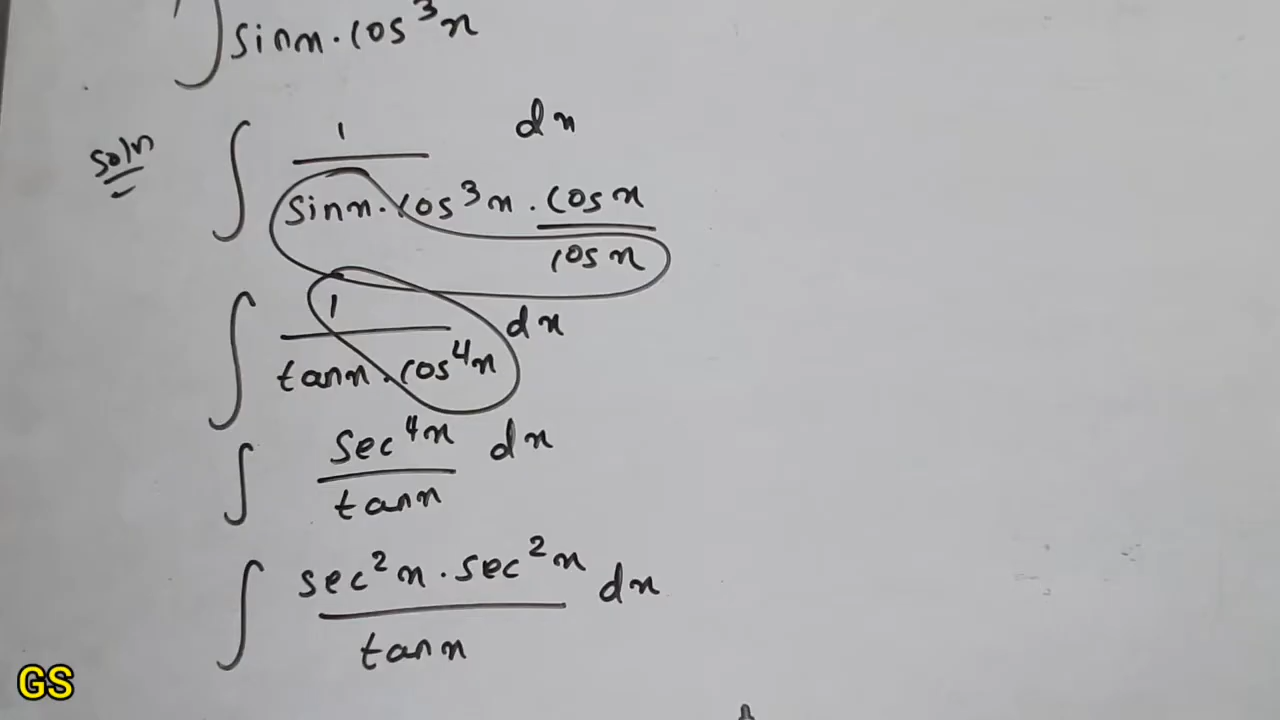 ∫ sinx.cos³x
Soln ∫ 1 / (sinx.cos³x . cosx/cosx) dx
∫ 1 / (tanx.cos⁴x) dx
∫ sec⁴x / tanx dx
∫ sec²x.sec²x / tanx dx
GS